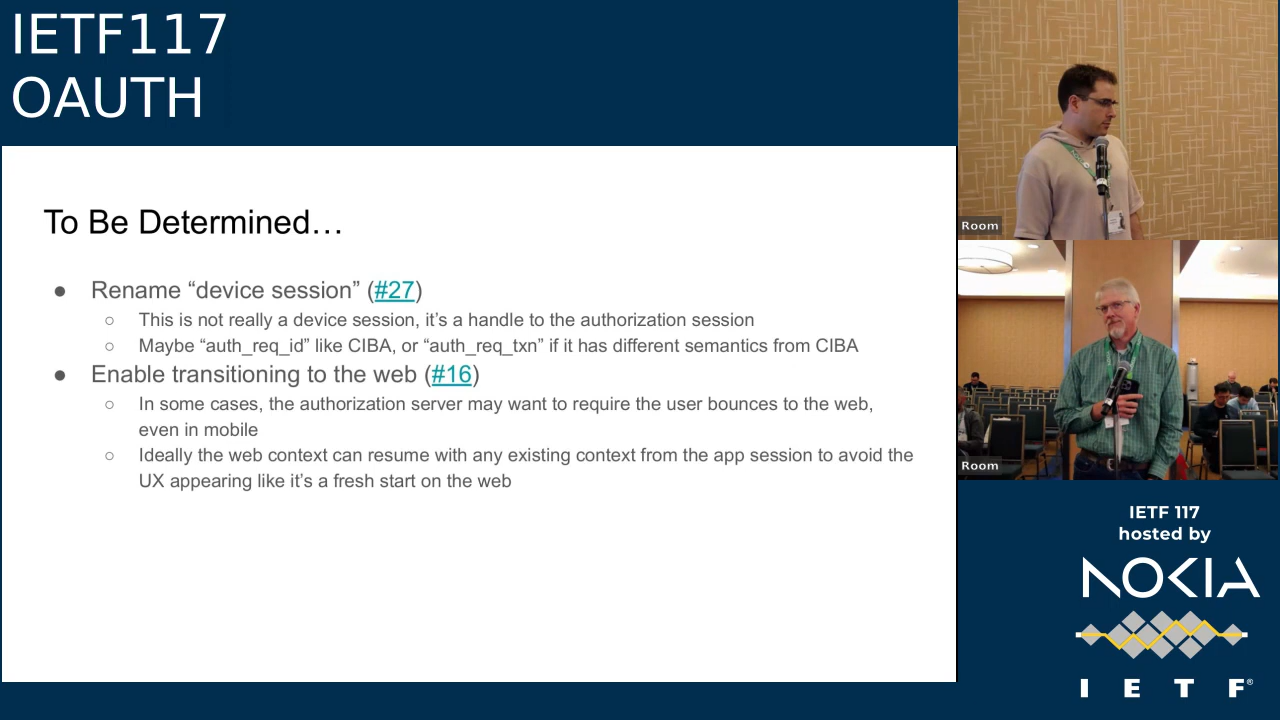 IETF117
OAUTH
To Be Determined…
● Rename “device session” (#27)
○ This is not really a device session, it’s a handle to the authorization session
○ Maybe “auth_req_id” like CIBA, or “auth_req_txn” if it has different semantics from CIBA
● Enable transitioning to the web (#16)
○ In some cases, the authorization server may want to require the user bounces to the web,
even in mobile
○ Ideally the web context can resume with any existing context from the app session to avoid the
UX appearing like it’s a fresh start on the web
Room
Room
IETF 117
hosted by
NOKIA
I E T F®